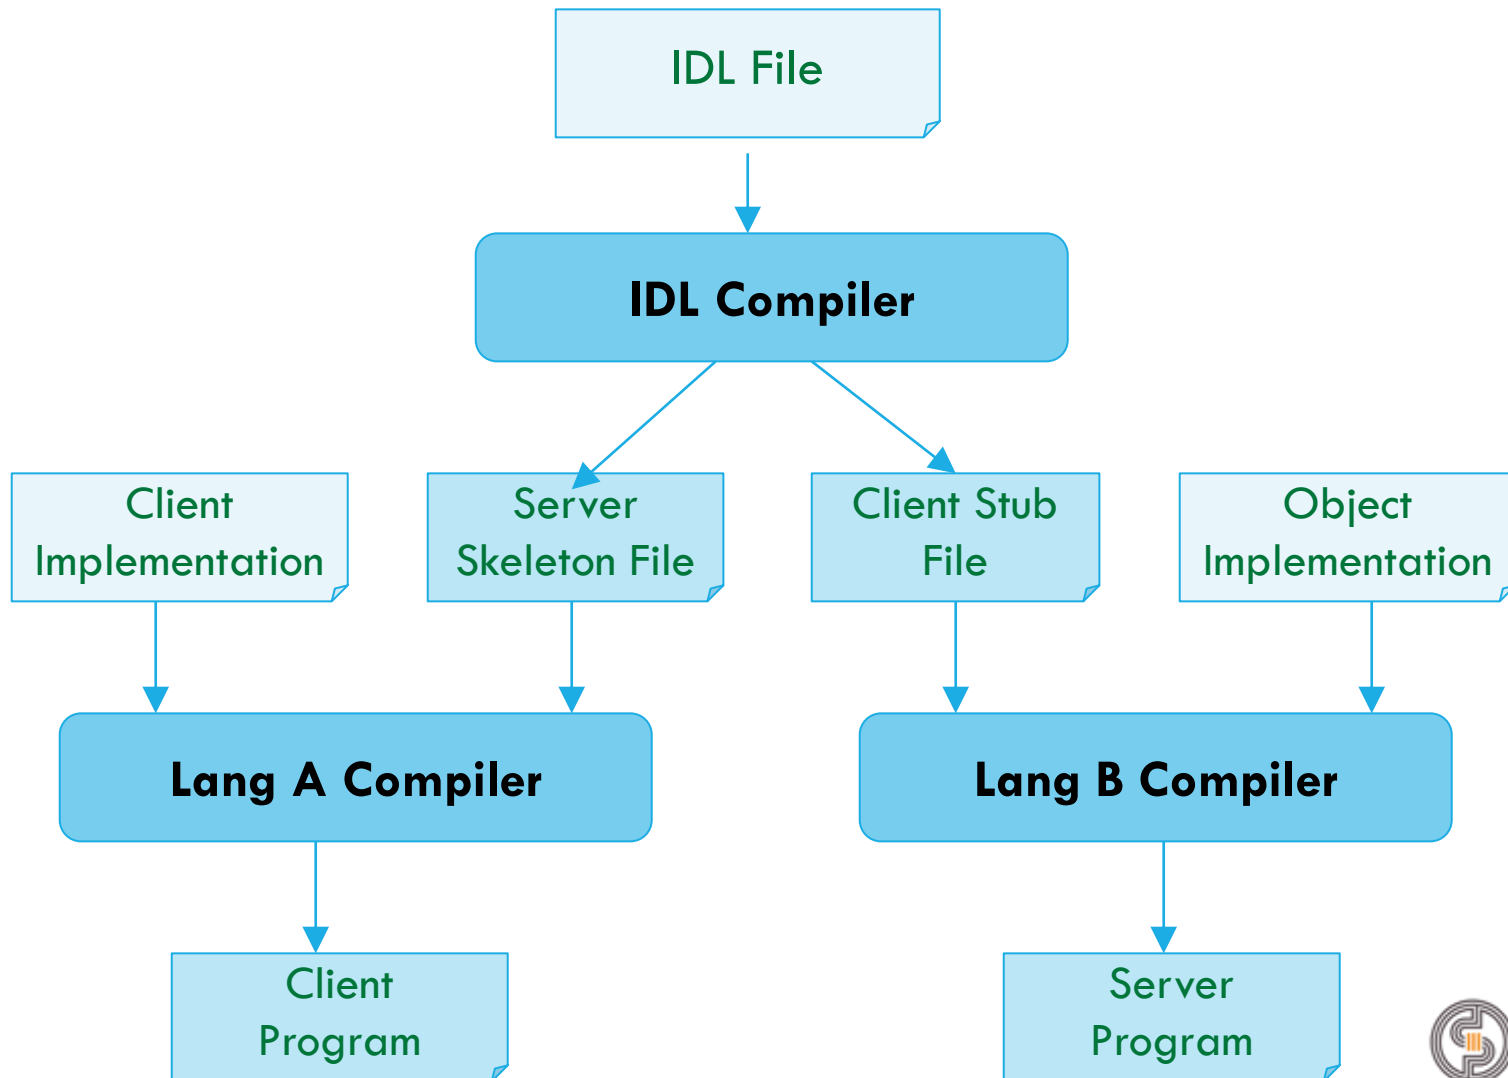 IDL File
IDL Compiler
Client
Implementation
Server
Skeleton File
Client Stub
File
Object
Implementation
Lang A Compiler
Lang B Compiler
Client
Program
Server
Program